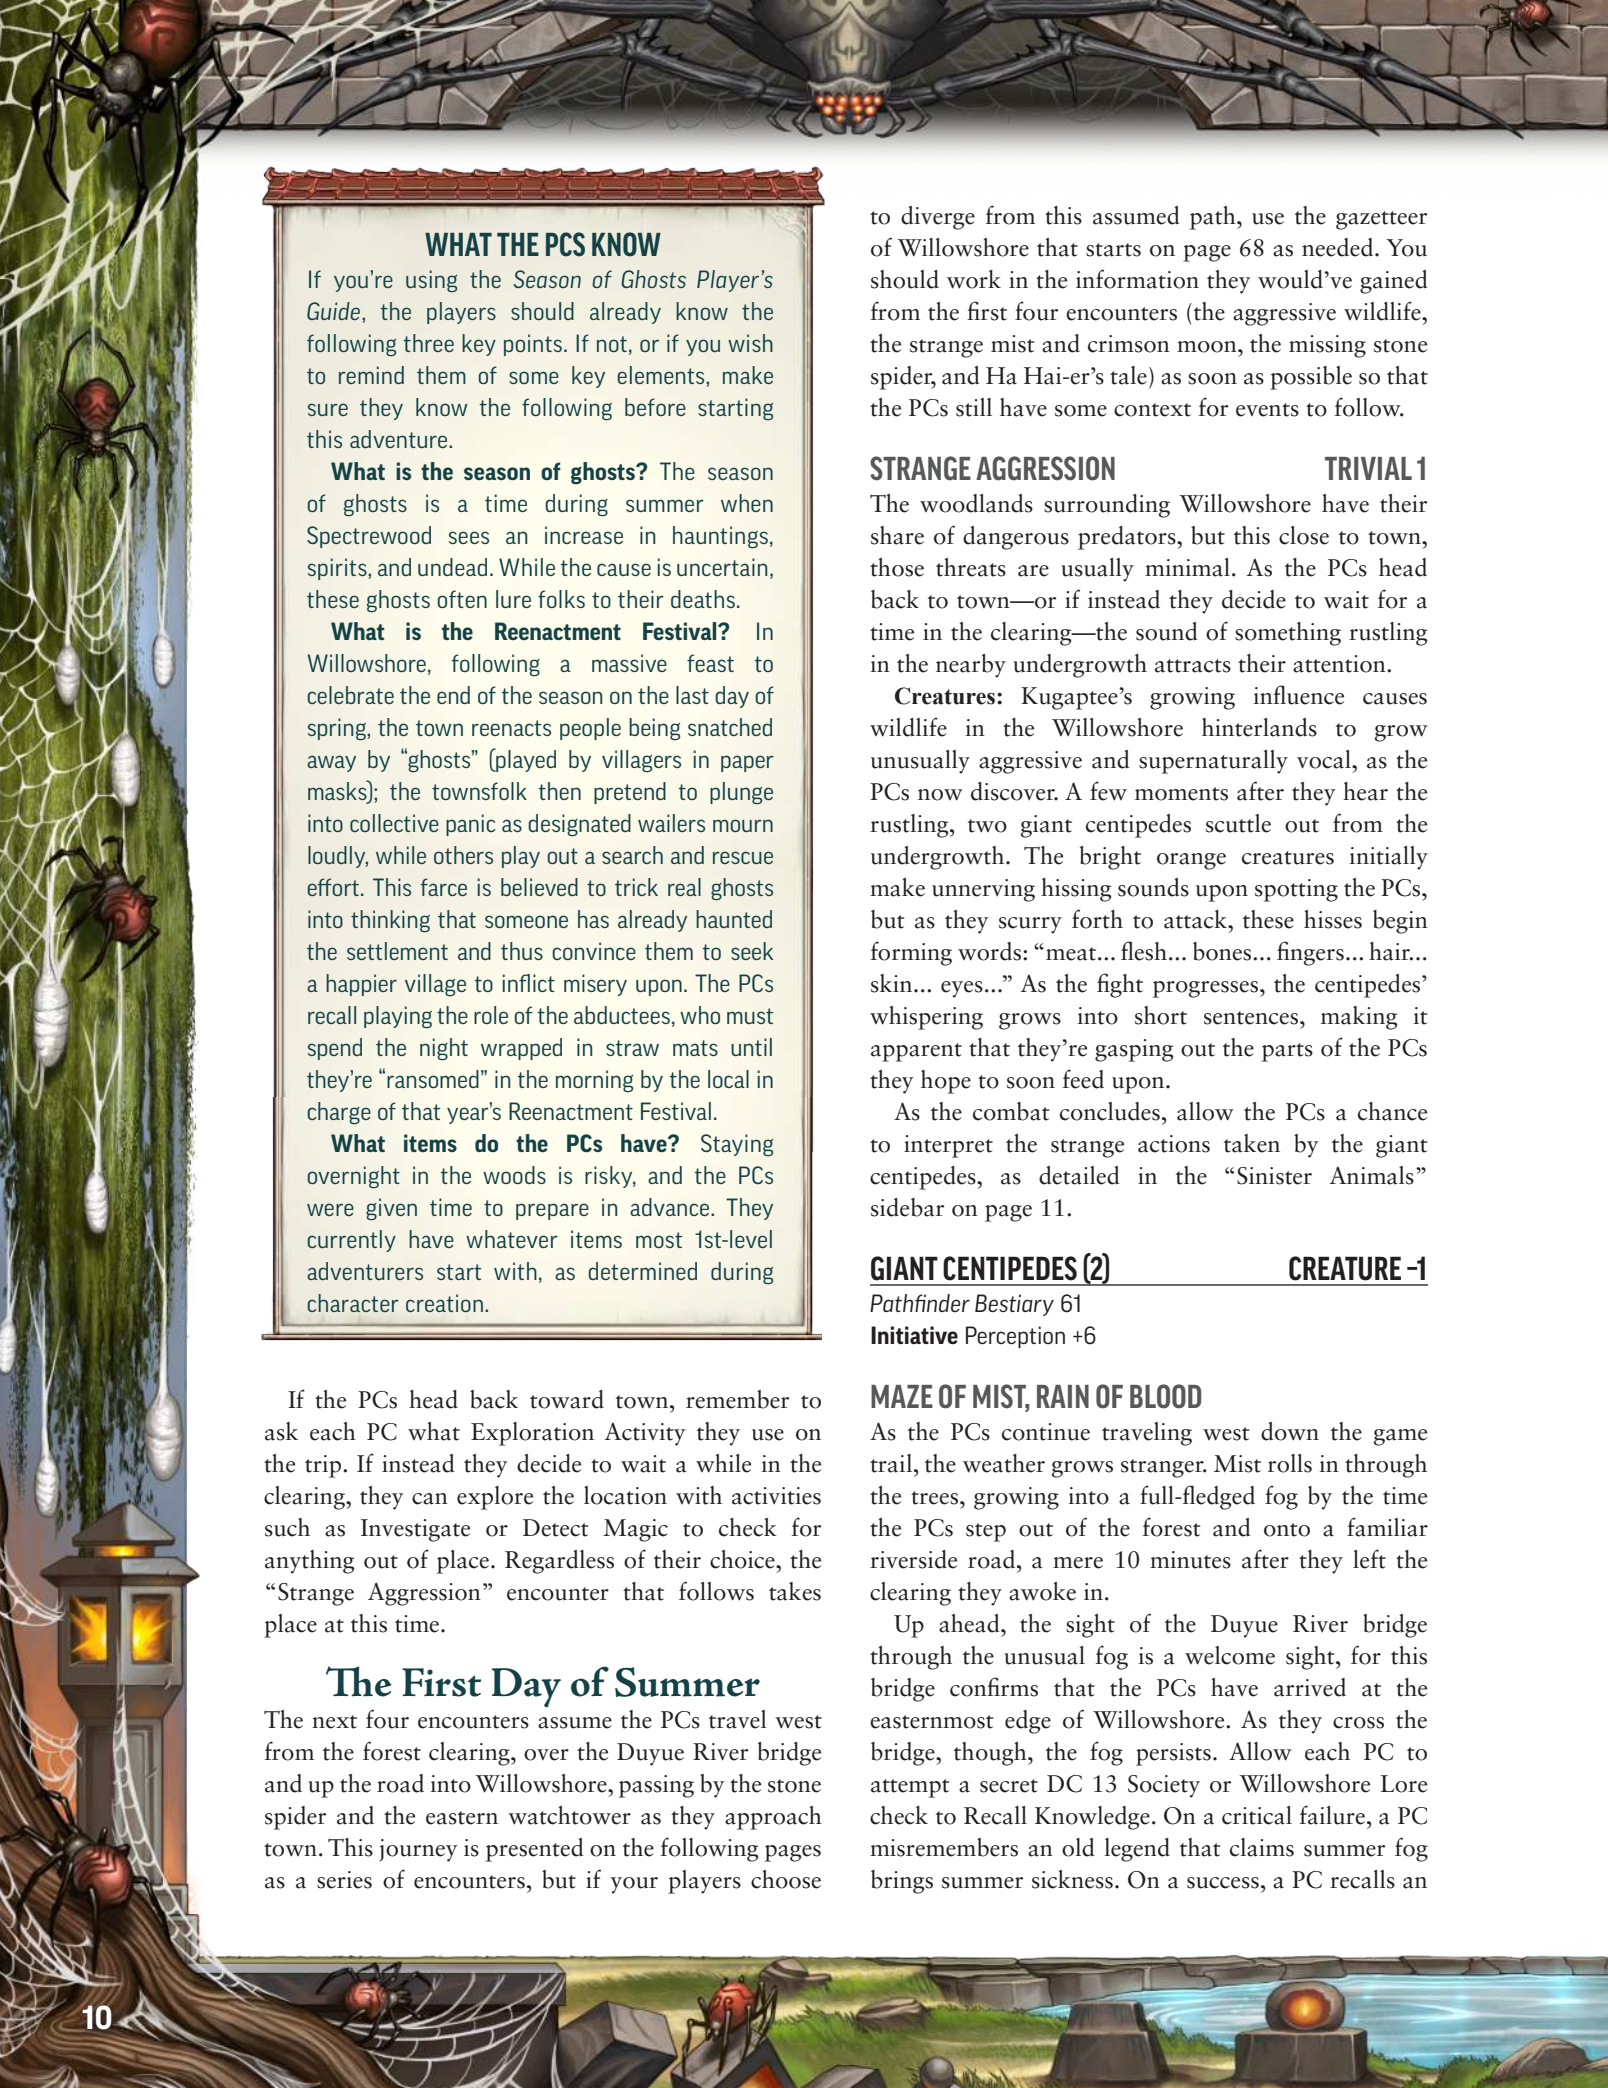 WHAT THE PCS KNOW
If you're using the Season of Ghosts Player's
Guide, the players should already know the
following three key points. If not, or if you wish
to remind them of some key elements, make
sure they know the following before starting
this adventure.
What is the season of ghosts? The season
of ghosts is a time during summer when
Spectrewood sees an increase in hauntings,
spirits, and undead. While the cause is uncertain,
these ghosts often lure folks to their deaths.
What is the Reenactment Festival? In
Willowshore, following a massive feast to
celebrate the end of the season on the last day of
spring, the town reenacts people being snatched
away by “ghosts” (played by villagers in paper
masks); the townsfolk then pretend to plunge
into collective panic as designated wailers mourn
loudly, while others play out a search and rescue
effort. This farce is believed to trick real ghosts
into thinking that someone has already haunted
the settlement and thus convince them to seek
a happier village to inflict misery upon. The PCs
recall playing the role of the abductees, who must
spend the night wrapped in straw mats until
they're “ransomed” in the morning by the local in
charge of that year's Reenactment Festival.
What items do the PCs have? Staying
overnight in the woods is risky, and the PCs
were given time to prepare in advance. They
currently have whatever items most 1st-level
adventurers start with, as determined during
character creation.
If the PCs head back toward town, remember to
ask each PC what Exploration Activity they use on
the trip. If instead they decide to wait a while in the
clearing, they can explore the location with activities
such as Investigate or Detect Magic to check for
anything out of place. Regardless of their choice, the
“Strange Aggression” encounter that follows takes
place at this time.
The First Day of Summer
The next four encounters assume the PCs travel west
from the forest clearing, over the Duyue River bridge
and up the road into Willowshore, passing by the stone
spider and the eastern watchtower as they approach
town. This journey is presented on the following pages
as a series of encounters, but if your players choose
to diverge from this assumed path, use the gazetteer
of Willowshore that starts on page 68 as needed. You
should work in the information they would’ve gained
from the first four encounters (the aggressive wildlife,
the strange mist and crimson moon, the missing stone
spider, and Ha Hai-er’s tale) as soon as possible so that
the PCs still have some context for events to follow.
STRANGE AGGRESSION TRIVIAL 1
The woodlands surrounding Willowshore have their
share of dangerous predators, but this close to town,
those threats are usually minimal. As the PCs head
back to town—or if instead they decide to wait for a
time in the clearing—the sound of something rustling
in the nearby undergrowth attracts their attention.
Creatures: Kugaptee’s growing influence causes
wildlife in the Willowshore hinterlands to grow
unusually aggressive and supernaturally vocal, as the
PCs now discover. A few moments after they hear the
rustling, two giant centipedes scuttle out from the
undergrowth. The bright orange creatures initially
make unnerving hissing sounds upon spotting the PCs,
but as they scurry forth to attack, these hisses begin
forming words: “meat... flesh... bones... fingers... hair...
skin... eyes...” As the fight progresses, the centipedes’
whispering grows into short sentences, making it
apparent that they’re gasping out the parts of the PCs
they hope to soon feed upon.
As the combat concludes, allow the PCs a chance
to interpret the strange actions taken by the giant
centipedes, as detailed in the “Sinister Animals”
sidebar on page 11.
GIANT CENTIPEDES (2) CREATURE –1
Pathfinder Bestiary 61
Initiative Perception +6
MAZE OF MIST, RAIN OF BLOOD
As the PCs continue traveling west down the game
trail, the weather grows stranger. Mist rolls in through
the trees, growing into a full-fledged fog by the time
the PCs step out of the forest and onto a familiar
riverside road, a mere 10 minutes after they left the
clearing they awoke in.
Up ahead, the sight of the Duyue River bridge
through the unusual fog is a welcome sight, for this
bridge confirms that the PCs have arrived at the
easternmost edge of Willowshore. As they cross the
bridge, though, the fog persists. Allow each PC to
attempt a secret DC 13 Society or Willowshore Lore
check to Recall Knowledge. On a critical failure, a PC
misremembers an old legend that claims summer fog
brings summer sickness. On a success, a PC recalls an
10